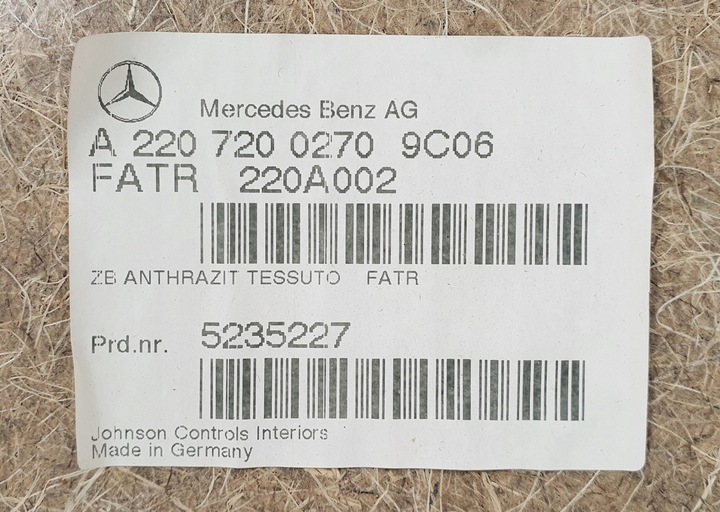 Mercedes Benz AG
A 220 720 0270 9C06
FATR 220A002
ZB ANTHRAZIT TESSUTO FATR
Prd.nr. 5235227
Johnson Controls Interiors
Made in Germany